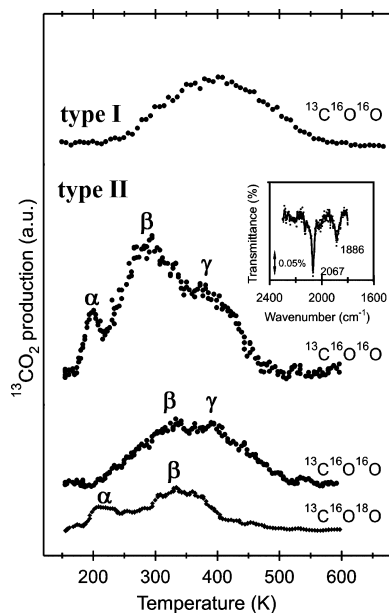 type I
¹³C¹⁶O¹⁶O
type II
β
γ
α
Transmittance (%)
0.05%
1886
2067
2400 2000 1600
Wavenumber (cm⁻¹)
¹³C¹⁶O¹⁶O
¹³CO₂ production (a.u.)
β γ
¹³C¹⁶O¹⁶O
α β
¹³C¹⁶O¹⁸O
200 300 400 500 600
Temperature (K)